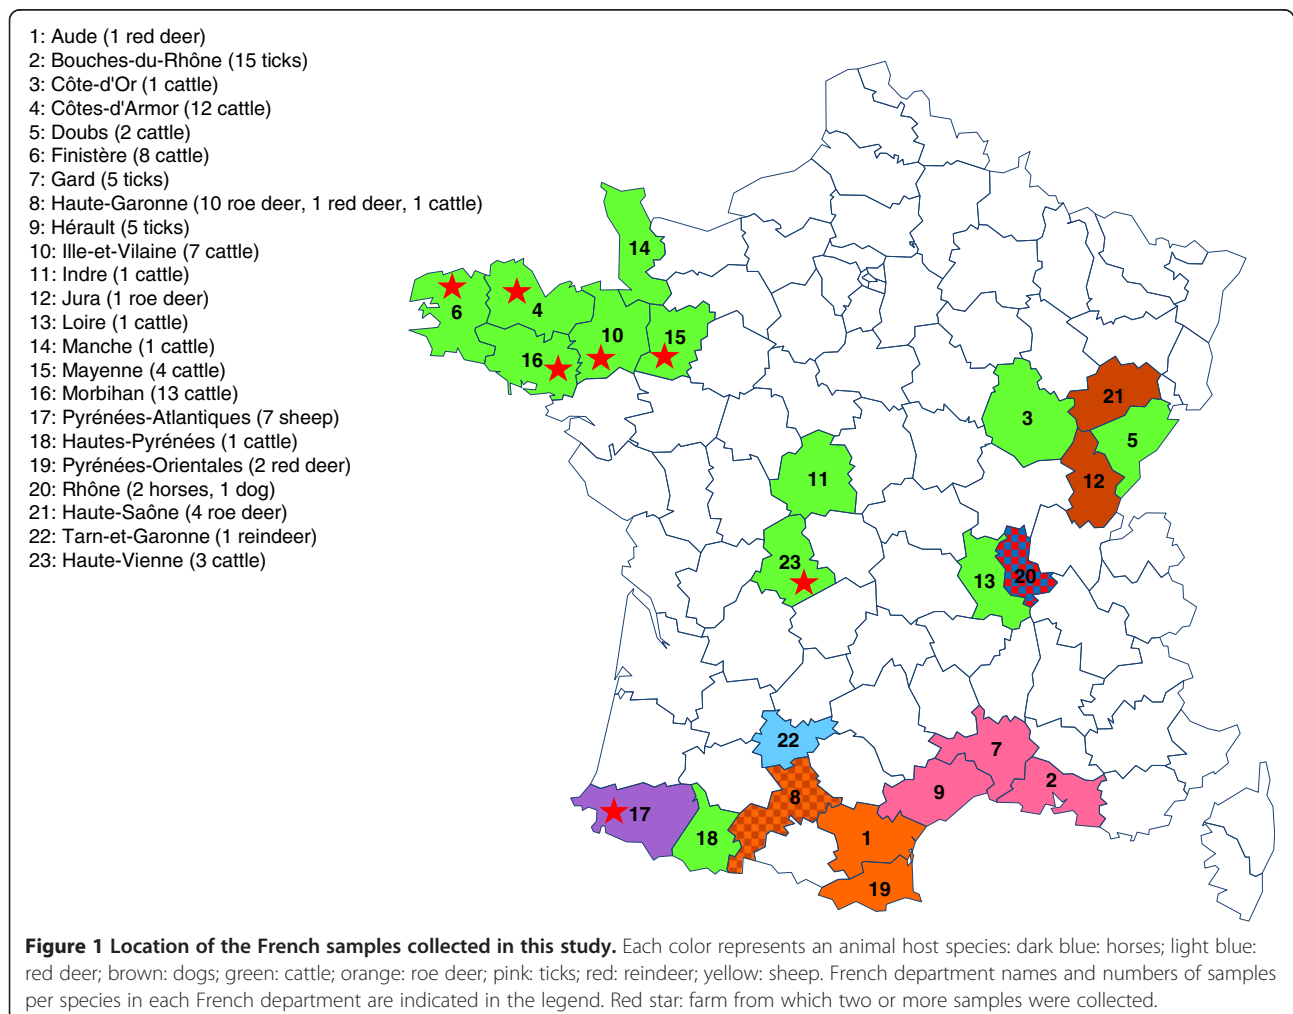 1: Aude (1 red deer)
2: Bouches-du-Rhône (15 ticks)
3: Côte-d'Or (1 cattle)
4: Côtes-d'Armor (12 cattle)
5: Doubs (2 cattle)
6: Finistère (8 cattle)
7: Gard (5 ticks)
8: Haute-Garonne (10 roe deer, 1 red deer, 1 cattle)
9: Hérault (5 ticks)
10: Ille-et-Vilaine (7 cattle)
11: Indre (1 cattle)
12: Jura (1 roe deer)
13: Loire (1 cattle)
14: Manche (1 cattle)
15: Mayenne (4 cattle)
16: Morbihan (13 cattle)
17: Pyrénées-Atlantiques (7 sheep)
18: Hautes-Pyrénées (1 cattle)
19: Pyrénées-Orientales (2 red deer)
20: Rhône (2 horses, 1 dog)
21: Haute-Saône (4 roe deer)
22: Tarn-et-Garonne (1 reindeer)
23: Haute-Vienne (3 cattle)
14
6
4
10
15
16
21
3
5
11
12
23
13
20
22
7
2
9
8
17
18
1
19
Figure 1 Location of the French samples collected in this study. Each color represents an animal host species: dark blue: horses; light blue:
red deer; brown: dogs; green: cattle; orange: roe deer; pink: ticks; red: reindeer; yellow: sheep. French department names and numbers of samples
per species in each French department are indicated in the legend. Red star: farm from which two or more samples were collected.